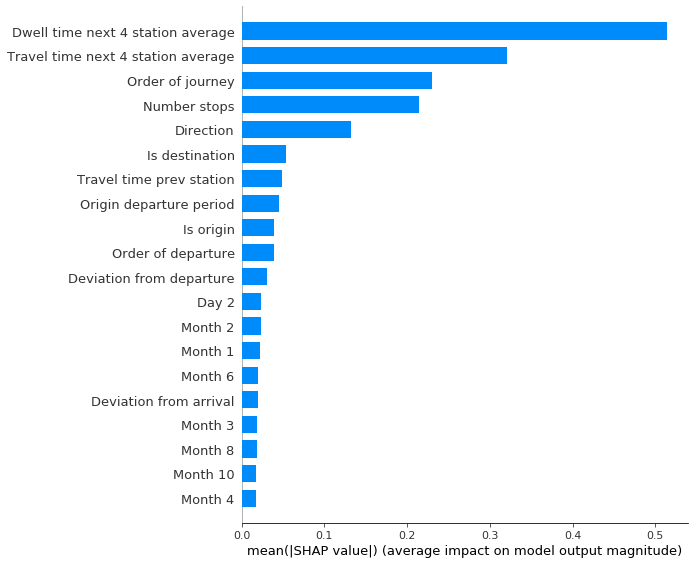 Dwell time next 4 station average
Travel time next 4 station average
Order of journey
Number stops
Direction
Is destination
Travel time prev station
Origin departure period
Is origin
Order of departure
Deviation from departure
Day 2
Month 2
Month 1
Month 6
Deviation from arrival
Month 3
Month 8
Month 10
Month 4
0.0 0.1 0.2 0.3 0.4 0.5
mean(|SHAP value|) (average impact on model output magnitude)